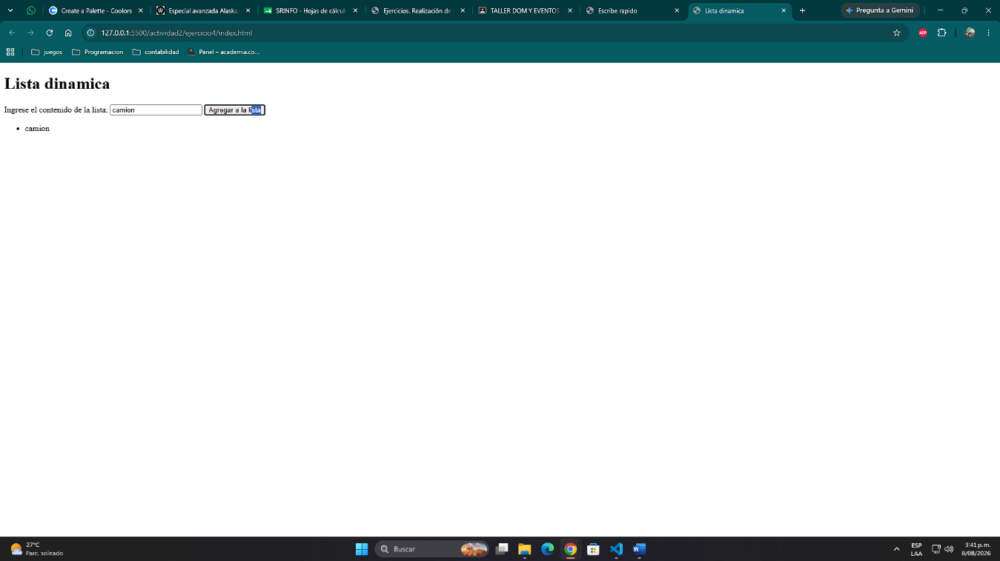 Create a Palette - Coolors
Especial avanzada Alaska
SR!NFO - Hojas de cálcul
Ejercicios. Realización de
TALLER DOM Y EVENTOS
Escribe rapido
Lista dinamica
Pregunta a Gemini
127.0.0.1:5500/actividad2/ejercicio4/index.html
ABP
juegos
Programacion
contabilidad
Panel – academia.co...
Lista dinamica
Ingrese el contenido de la lista: camion Agregar a la lista
• camion
27°C
Parc. soleado
Buscar
ESP
LAA
3:41 p. m.
8/08/2026